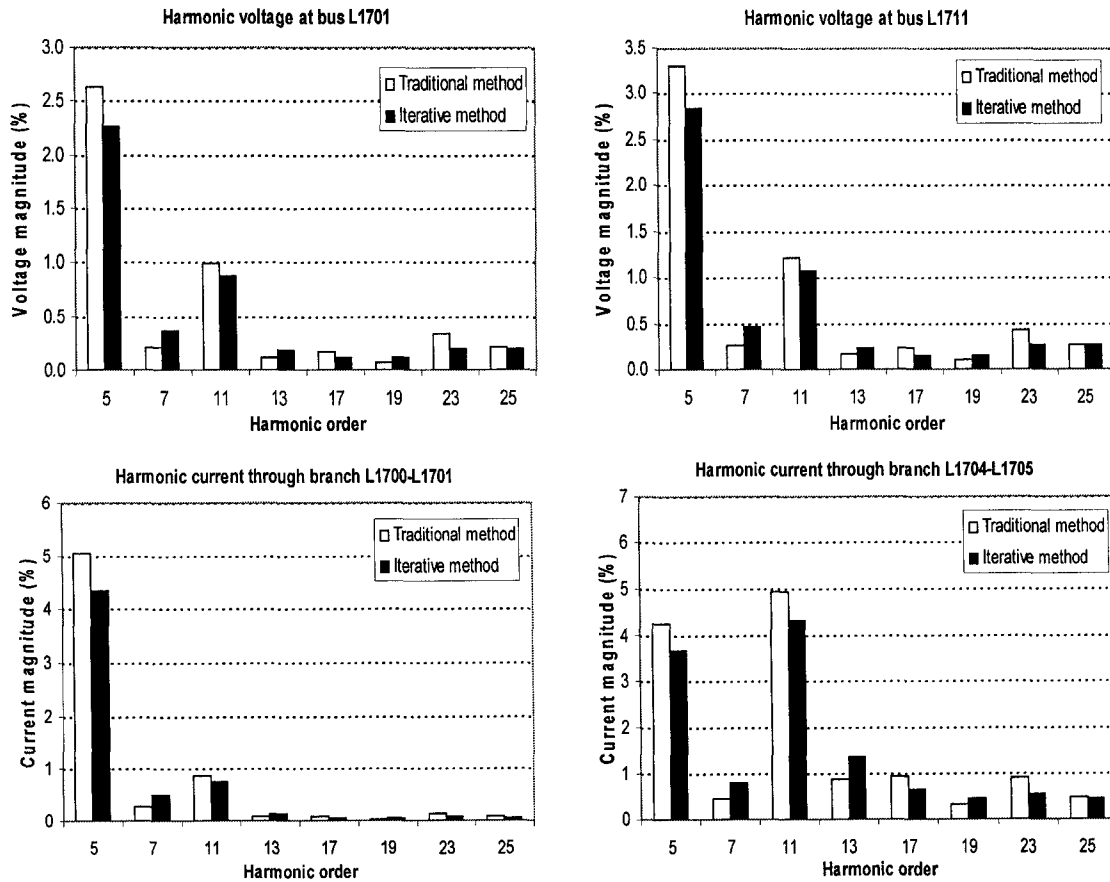 Harmonic voltage at bus L1701
3.0
2.5
2.0
1.5
1.0
0.5
0.0
Voltage magnitude (%)
Traditional method
Iterative method
5 7 11 13 17 19 23 25
Harmonic order
Harmonic voltage at bus L1711
3.5
3.0
2.5
2.0
1.5
1.0
0.5
0.0
Voltage magnitude (%)
Traditional method
Iterative method
5 7 11 13 17 19 23 25
Harmonic order
Harmonic current through branch L1700-L1701
6
5
4
3
2
1
0
Current magnitude (%)
Traditional method
Iterative method
5 7 11 13 17 19 23 25
Harmonic order
Harmonic current through branch L1704-L1705
7
6
5
4
3
2
1
0
Current magnitude (%)
Traditional method
Iterative method
5 7 11 13 17 19 23 25
Harmonic order